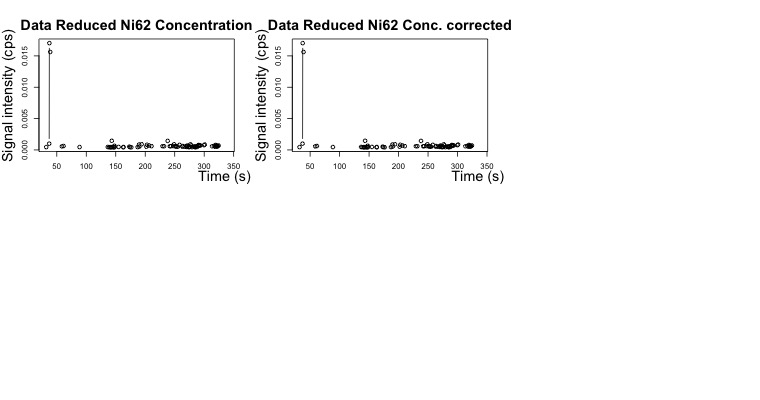 Data Reduced Ni62 Concentration
Signal intensity (cps)
0.000 0.005 0.010 0.015
50 100 150 200 250 300 350
Time (s)
Data Reduced Ni62 Conc. corrected
Signal intensity (cps)
0.000 0.005 0.010 0.015
50 100 150 200 250 300 350
Time (s)